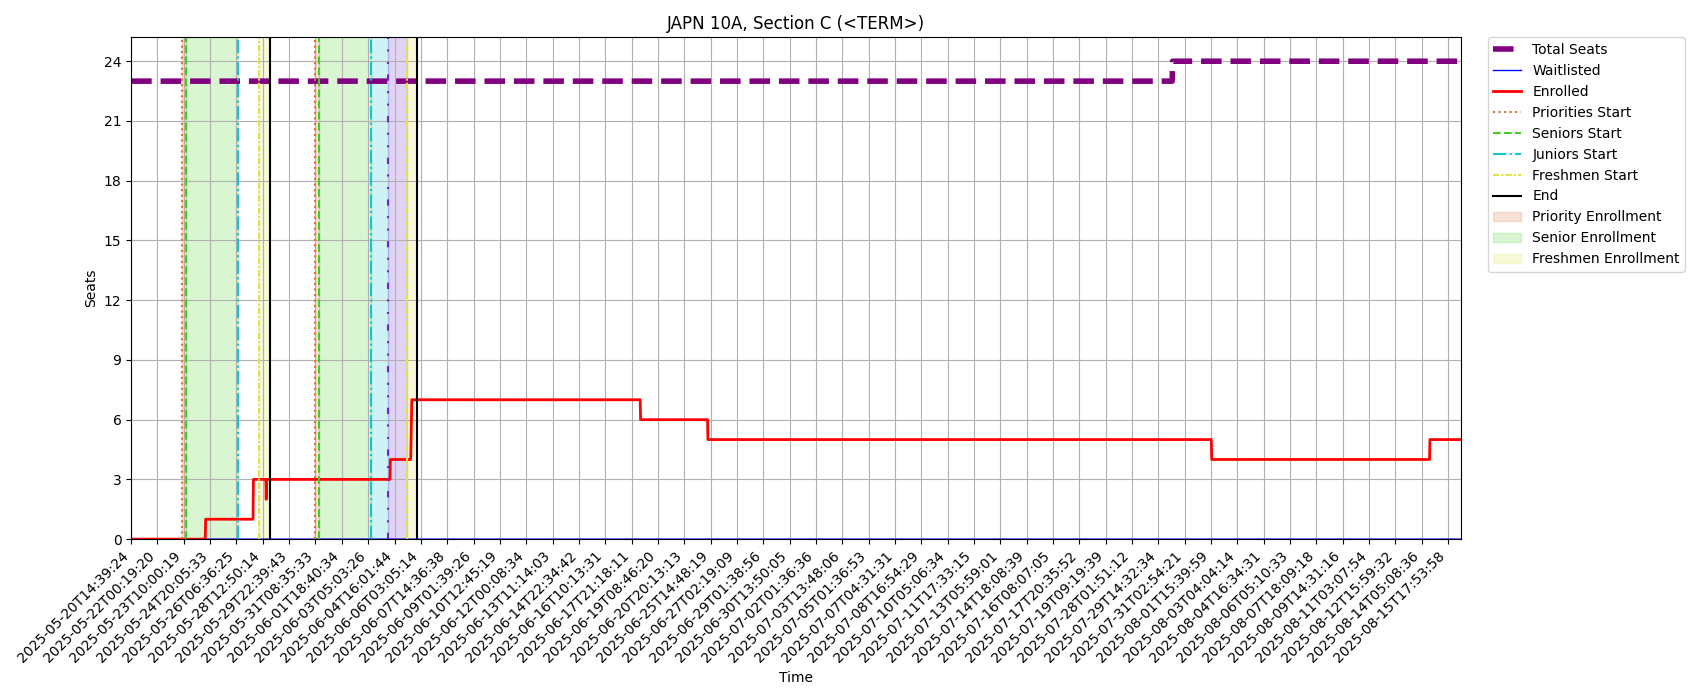 JAPN 10A, Section C (<TERM>)
Seats
24
21
18
15
12
9
6
3
0
2025-05-20T14:39:24
2025-05-22T00:19:20
2025-05-23T10:00:19
2025-05-24T20:05:33
2025-05-26T06:36:25
2025-05-28T12:50:14
2025-05-29T22:39:43
2025-05-31T08:35:33
2025-06-01T18:40:34
2025-06-03T05:03:26
2025-06-04T16:01:44
2025-06-06T03:05:14
2025-06-07T14:36:38
2025-06-09T01:39:26
2025-06-10T12:45:19
2025-06-12T00:08:34
2025-06-13T11:14:03
2025-06-14T22:34:42
2025-06-16T10:13:31
2025-06-17T21:18:11
2025-06-19T08:46:20
2025-06-20T20:13:13
2025-06-25T14:48:19
2025-06-27T02:19:09
2025-06-29T01:38:56
2025-06-30T13:50:05
2025-07-02T01:36:36
2025-07-03T13:48:06
2025-07-05T01:36:53
2025-07-07T04:31:31
2025-07-08T16:54:29
2025-07-10T05:06:34
2025-07-11T17:33:15
2025-07-13T05:59:01
2025-07-14T18:08:39
2025-07-16T08:07:05
2025-07-17T20:35:52
2025-07-19T09:19:39
2025-07-28T01:51:12
2025-07-29T14:32:34
2025-07-31T02:54:21
2025-08-01T15:39:59
2025-08-03T04:04:14
2025-08-04T16:34:31
2025-08-06T05:10:33
2025-08-07T18:09:18
2025-08-09T14:31:16
2025-08-11T03:07:54
2025-08-12T15:59:32
2025-08-14T05:08:36
2025-08-15T17:53:58
Time
Total Seats
Waitlisted
Enrolled
Priorities Start
Seniors Start
Juniors Start
Freshmen Start
End
Priority Enrollment
Senior Enrollment
Freshmen Enrollment